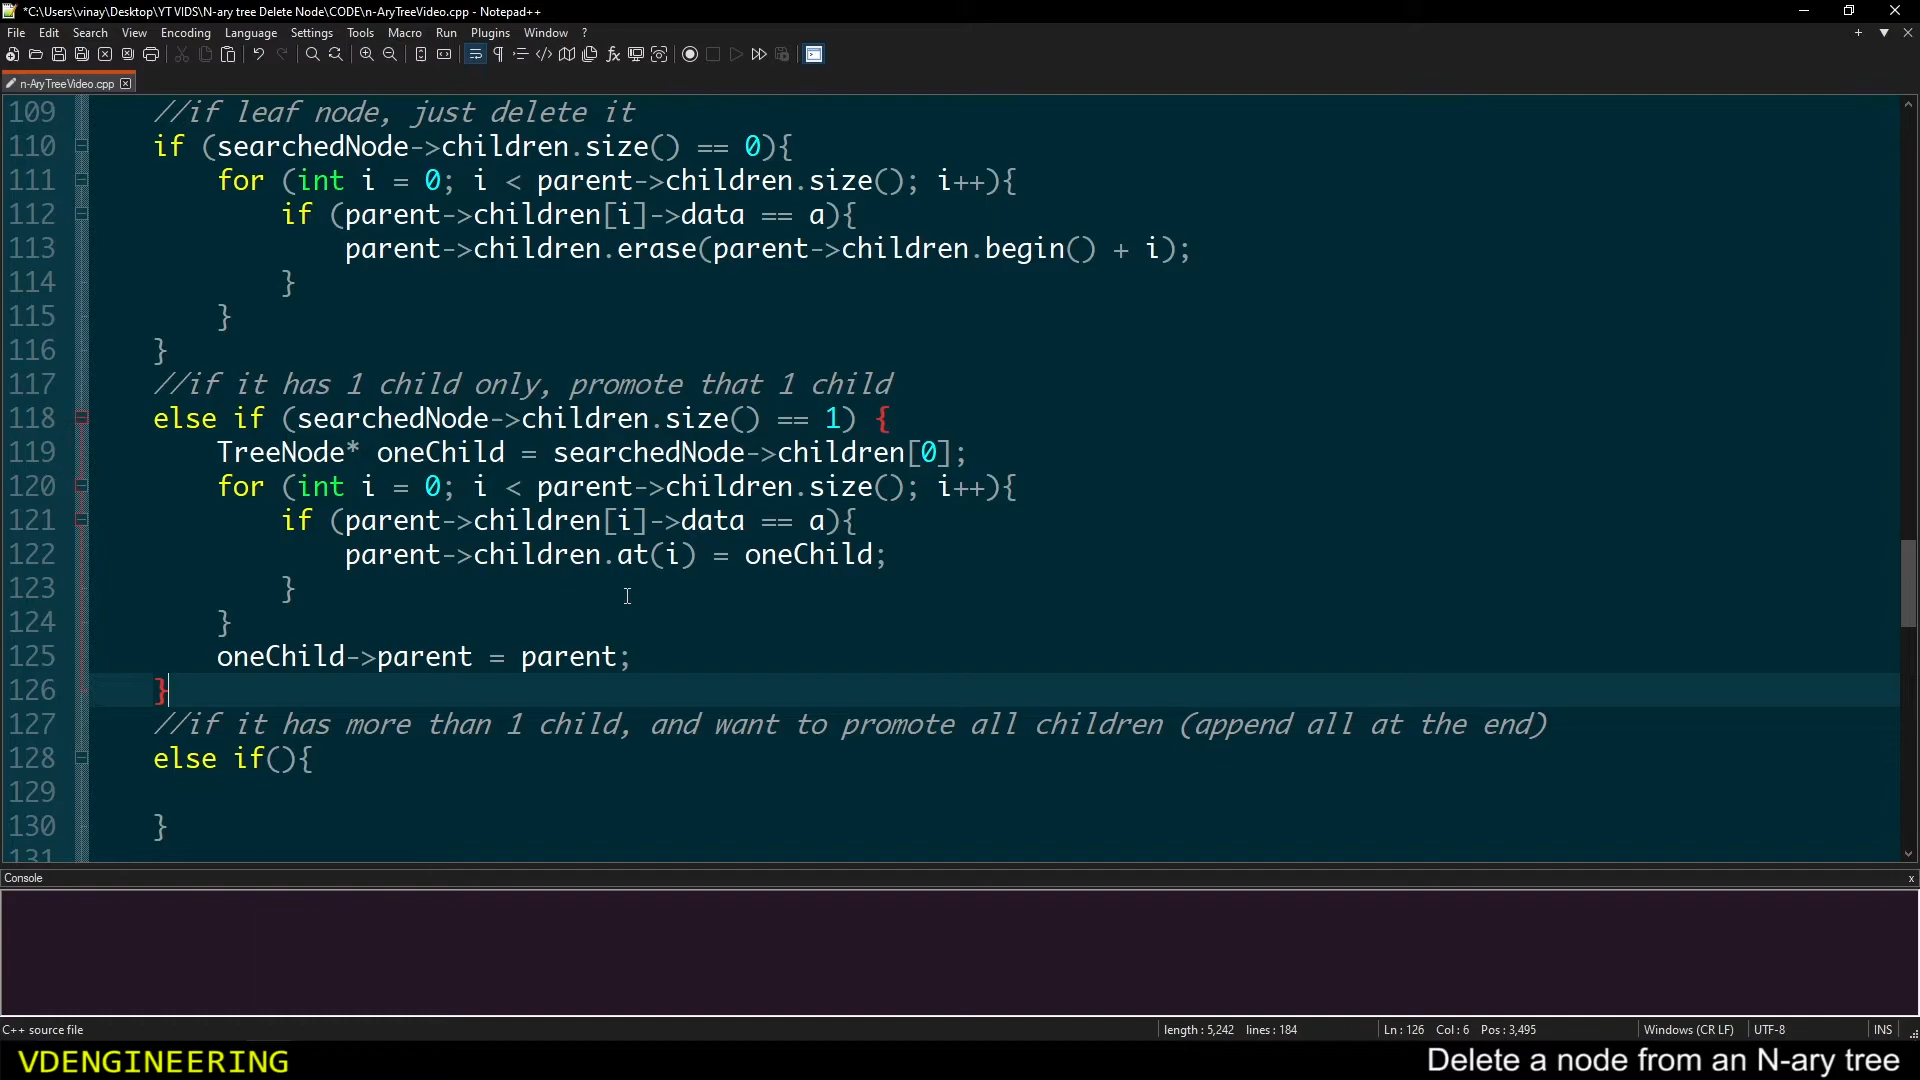 *C:\Users\vinay\Desktop\YT VIDS\N-ary tree Delete Node\CODE\n-AryTreeVideo.cpp - Notepad++
File Edit Search View Encoding Language Settings Tools Macro Run Plugins Window ?
n-AryTreeVideo.cpp
109 //if leaf node, just delete it
110 if (searchedNode->children.size() == 0){
111 for (int i = 0; i < parent->children.size(); i++){
112 if (parent->children[i]->data == a){
113 parent->children.erase(parent->children.begin() + i);
114 }
115 }
116 }
117 //if it has 1 child only, promote that 1 child
118 else if (searchedNode->children.size() == 1) {
119 TreeNode* oneChild = searchedNode->children[0];
120 for (int i = 0; i < parent->children.size(); i++){
121 if (parent->children[i]->data == a){
122 parent->children.at(i) = oneChild;
123 }
124 }
125 oneChild->parent = parent;
126 }
127 //if it has more than 1 child, and want to promote all children (append all at the end)
128 else if(){
129
130 }
131
Console
C++ source file length : 5,242 lines : 184 Ln : 126 Col : 6 Pos : 3,495 Windows (CR LF) UTF-8 INS
VDENGINEERING Delete a node from an N-ary tree